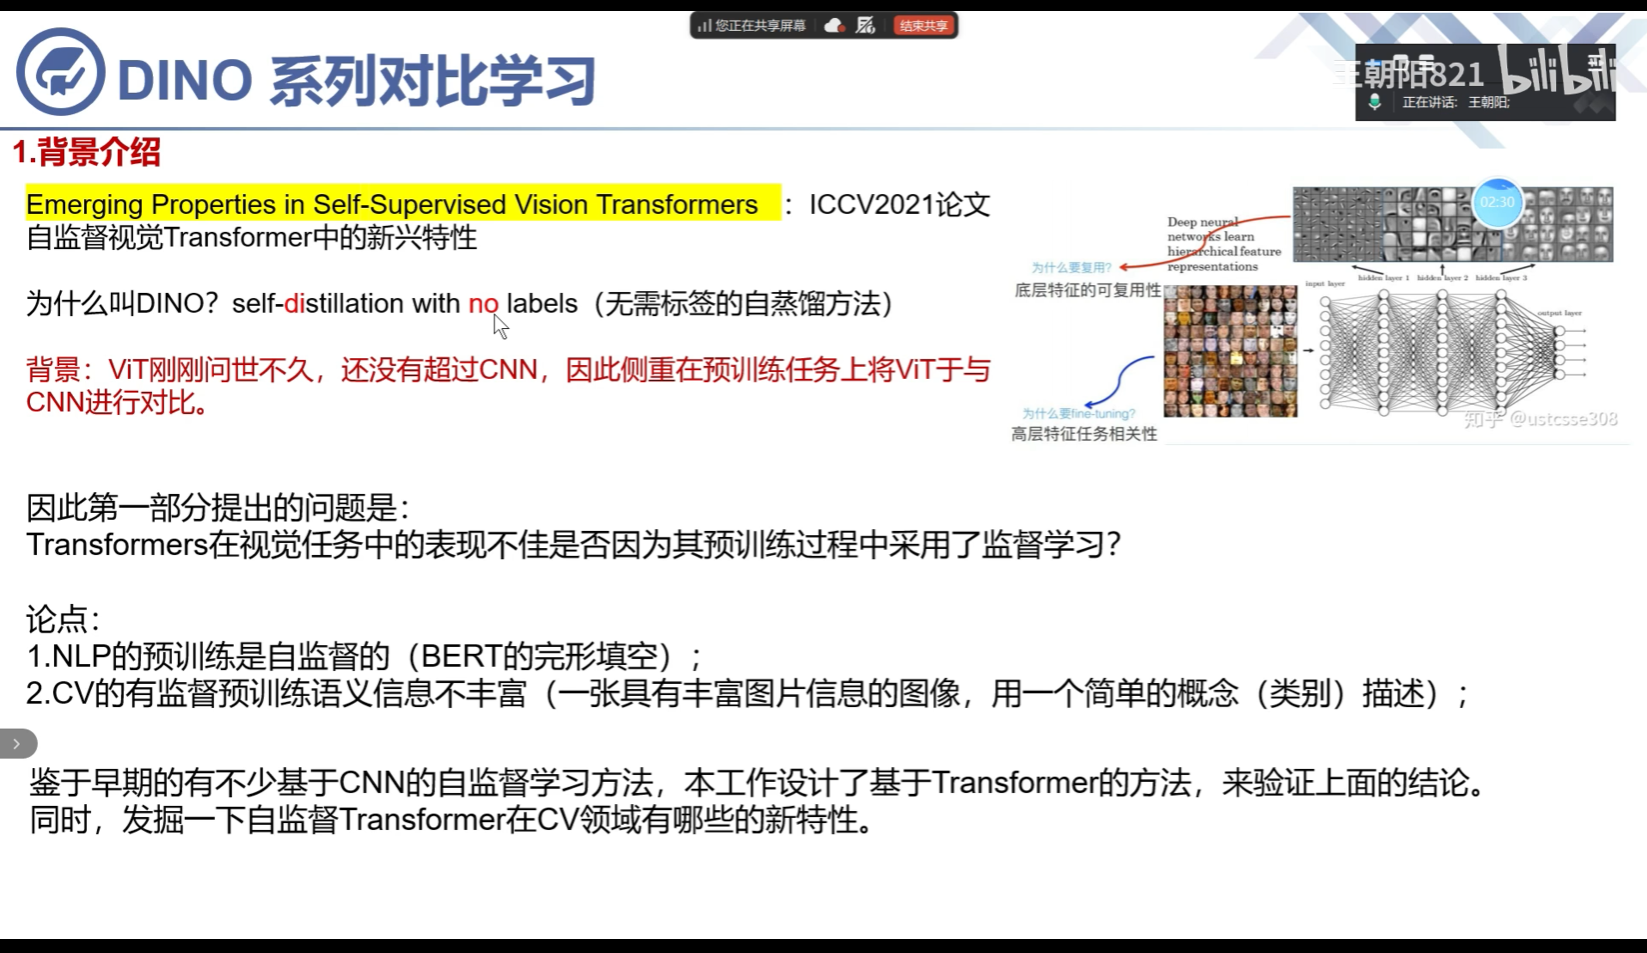 您正在共享屏幕
结束共享
DINO 系列对比学习
王朝阳821 bilibili
正在讲话: 王朝阳;
1.背景介绍
Emerging Properties in Self-Supervised Vision Transformers ：ICCV2021论文
自监督视觉Transformer中的新兴特性
为什么叫DINO？self-distillation with no labels（无需标签的自蒸馏方法）
背景：ViT刚刚问世不久，还没有超过CNN，因此侧重在预训练任务上将ViT于与
CNN进行对比。
02:30
Deep neural
networks learn
hierarchical feature
representations
为什么要复用?
底层特征的可复用性
hidden layer 1 hidden layer 2 hidden layer 3
input layer
output layer
为什么要fine-tuning?
高层特征任务相关性
知乎 @ustcsse308
因此第一部分提出的问题是：
Transformers在视觉任务中的表现不佳是否因为其预训练过程中采用了监督学习？
论点：
1.NLP的预训练是自监督的（BERT的完形填空）；
2.CV的有监督预训练语义信息不丰富（一张具有丰富图片信息的图像，用一个简单的概念（类别）描述）；
鉴于早期的有不少基于CNN的自监督学习方法，本工作设计了基于Transformer的方法，来验证上面的结论。
同时，发掘一下自监督Transformer在CV领域有哪些的新特性。